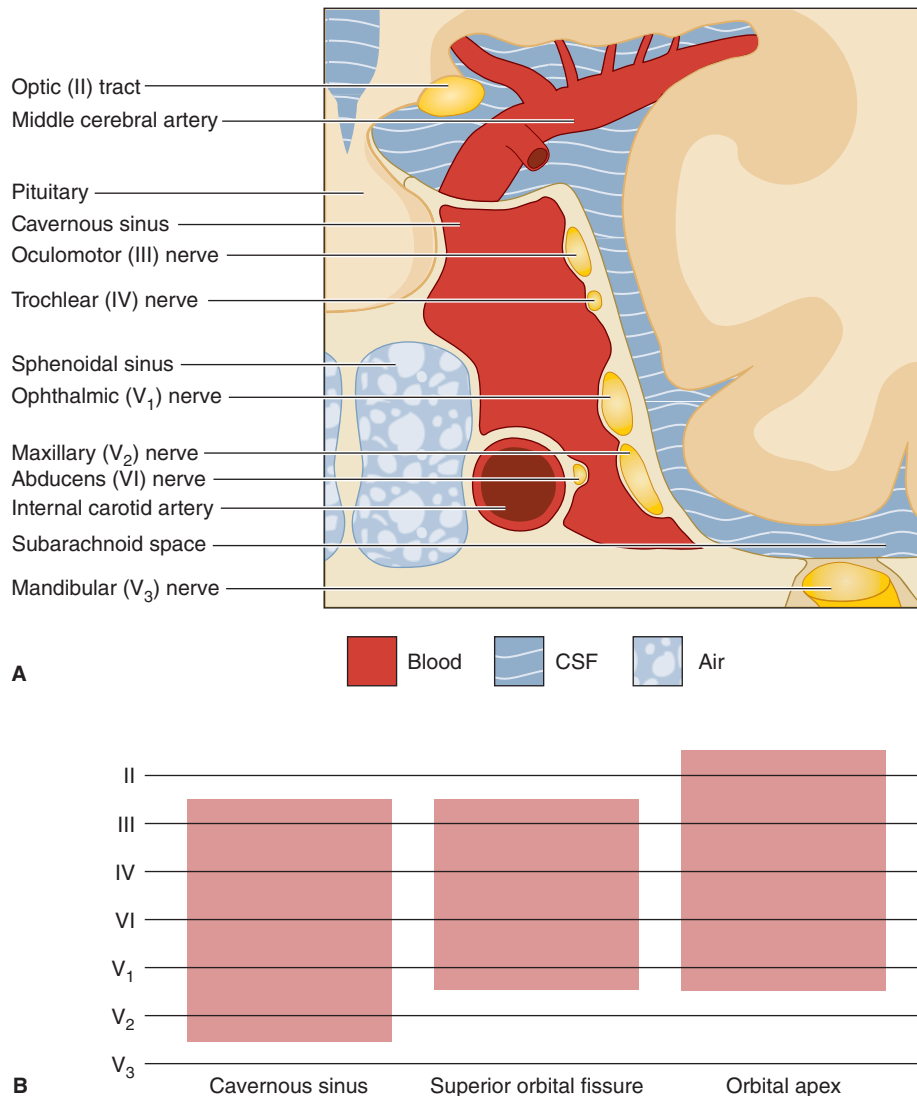 Optic (II) tract
Middle cerebral artery
Pituitary
Cavernous sinus
Oculomotor (III) nerve
Trochlear (IV) nerve
Sphenoidal sinus
Ophthalmic (V₁) nerve
Maxillary (V₂) nerve
Abducens (VI) nerve
Internal carotid artery
Subarachnoid space
Mandibular (V₃) nerve
A
Blood CSF Air
II
III
IV
VI
V₁
V₂
V₃
B
Cavernous sinus Superior orbital fissure Orbital apex